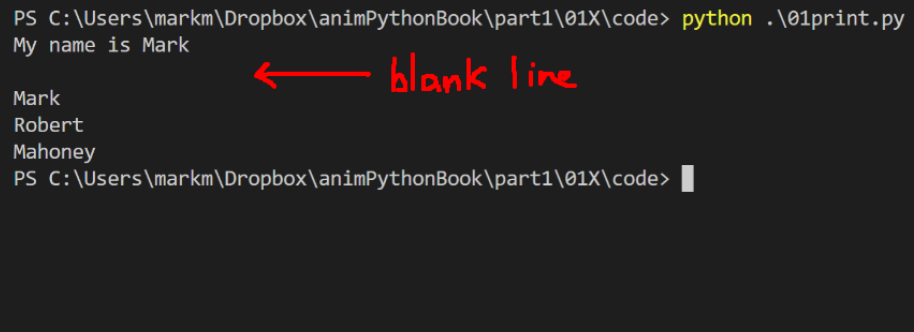 PS C:\Users\markm\Dropbox\animPythonBook\part1\01X\code> python .\01print.py
My name is Mark
blank line
Mark
Robert
Mahoney
PS C:\Users\markm\Dropbox\animPythonBook\part1\01X\code>